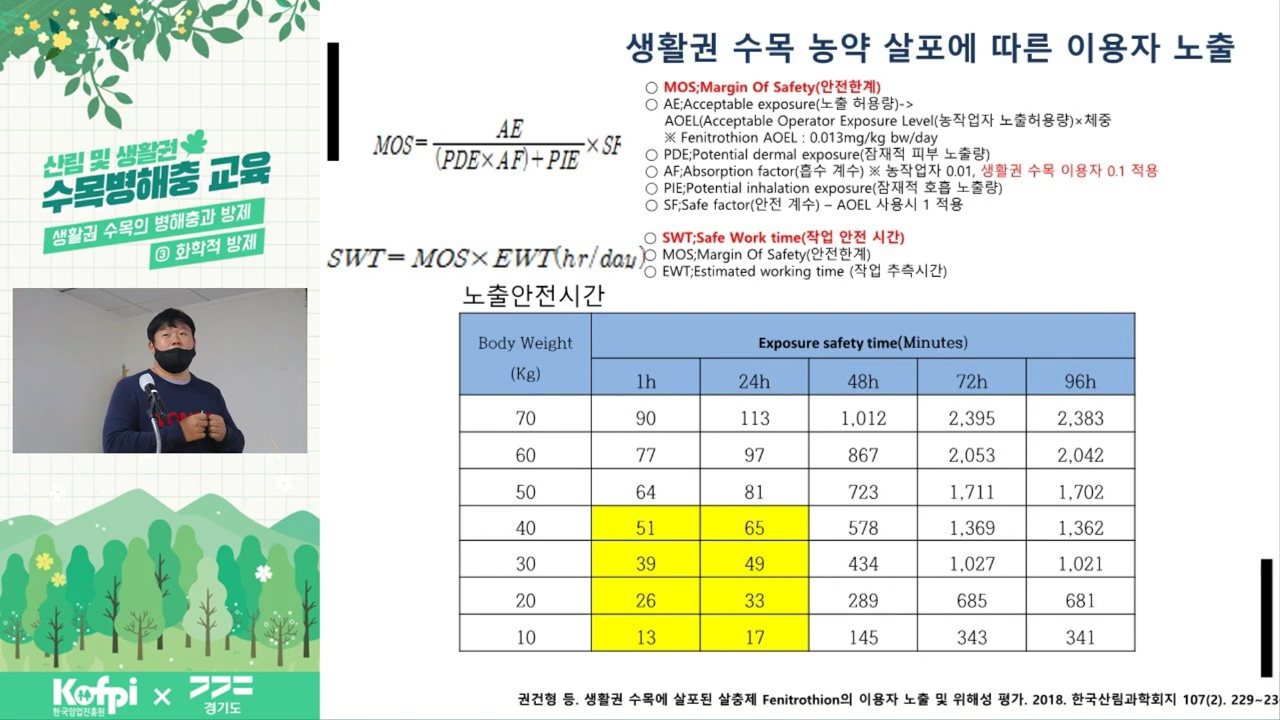 산림 및 생활권
수목병해충 교육
생활권 수목의 병해충과 방제
③ 화학적 방제
Kofpi
한국임업진흥원
×
경기도
생활권 수목 농약 살포에 따른 이용자 노출
MOS= AE / (PDE×AF)+PIE ×SF
○ MOS;Margin Of Safety(안전한계)
○ AE;Acceptable exposure(노출 허용량)->
AOEL(Acceptable Operator Exposure Level(농작업자 노출허용량)×체중
※ Fenitrothion AOEL : 0.013mg/kg bw/day
○ PDE;Potential dermal exposure(잠재적 피부 노출량)
○ AF;Absorption factor(흡수 계수) ※ 농작업자 0.01, 생활권 수목 이용자 0.1 적용
○ PIE;Potential inhalation exposure(잠재적 호흡 노출량)
○ SF;Safe factor(안전 계수) – AOEL 사용시 1 적용
SWT= MOS×EWT(hr/day)
○ SWT;Safe Work time(작업 안전 시간)
○ MOS;Margin Of Safety(안전한계)
○ EWT;Estimated working time (작업 추측시간)
노출안전시간
Body Weight (Kg) Exposure safety time(Minutes)
1h 24h 48h 72h 96h
70 90 113 1,012 2,395 2,383
60 77 97 867 2,053 2,042
50 64 81 723 1,711 1,702
40 51 65 578 1,369 1,362
30 39 49 434 1,027 1,021
20 26 33 289 685 681
10 13 17 145 343 341
권건형 등. 생활권 수목에 살포된 살충제 Fenitrothion의 이용자 노출 및 위해성 평가. 2018. 한국산림과학회지 107(2). 229~23